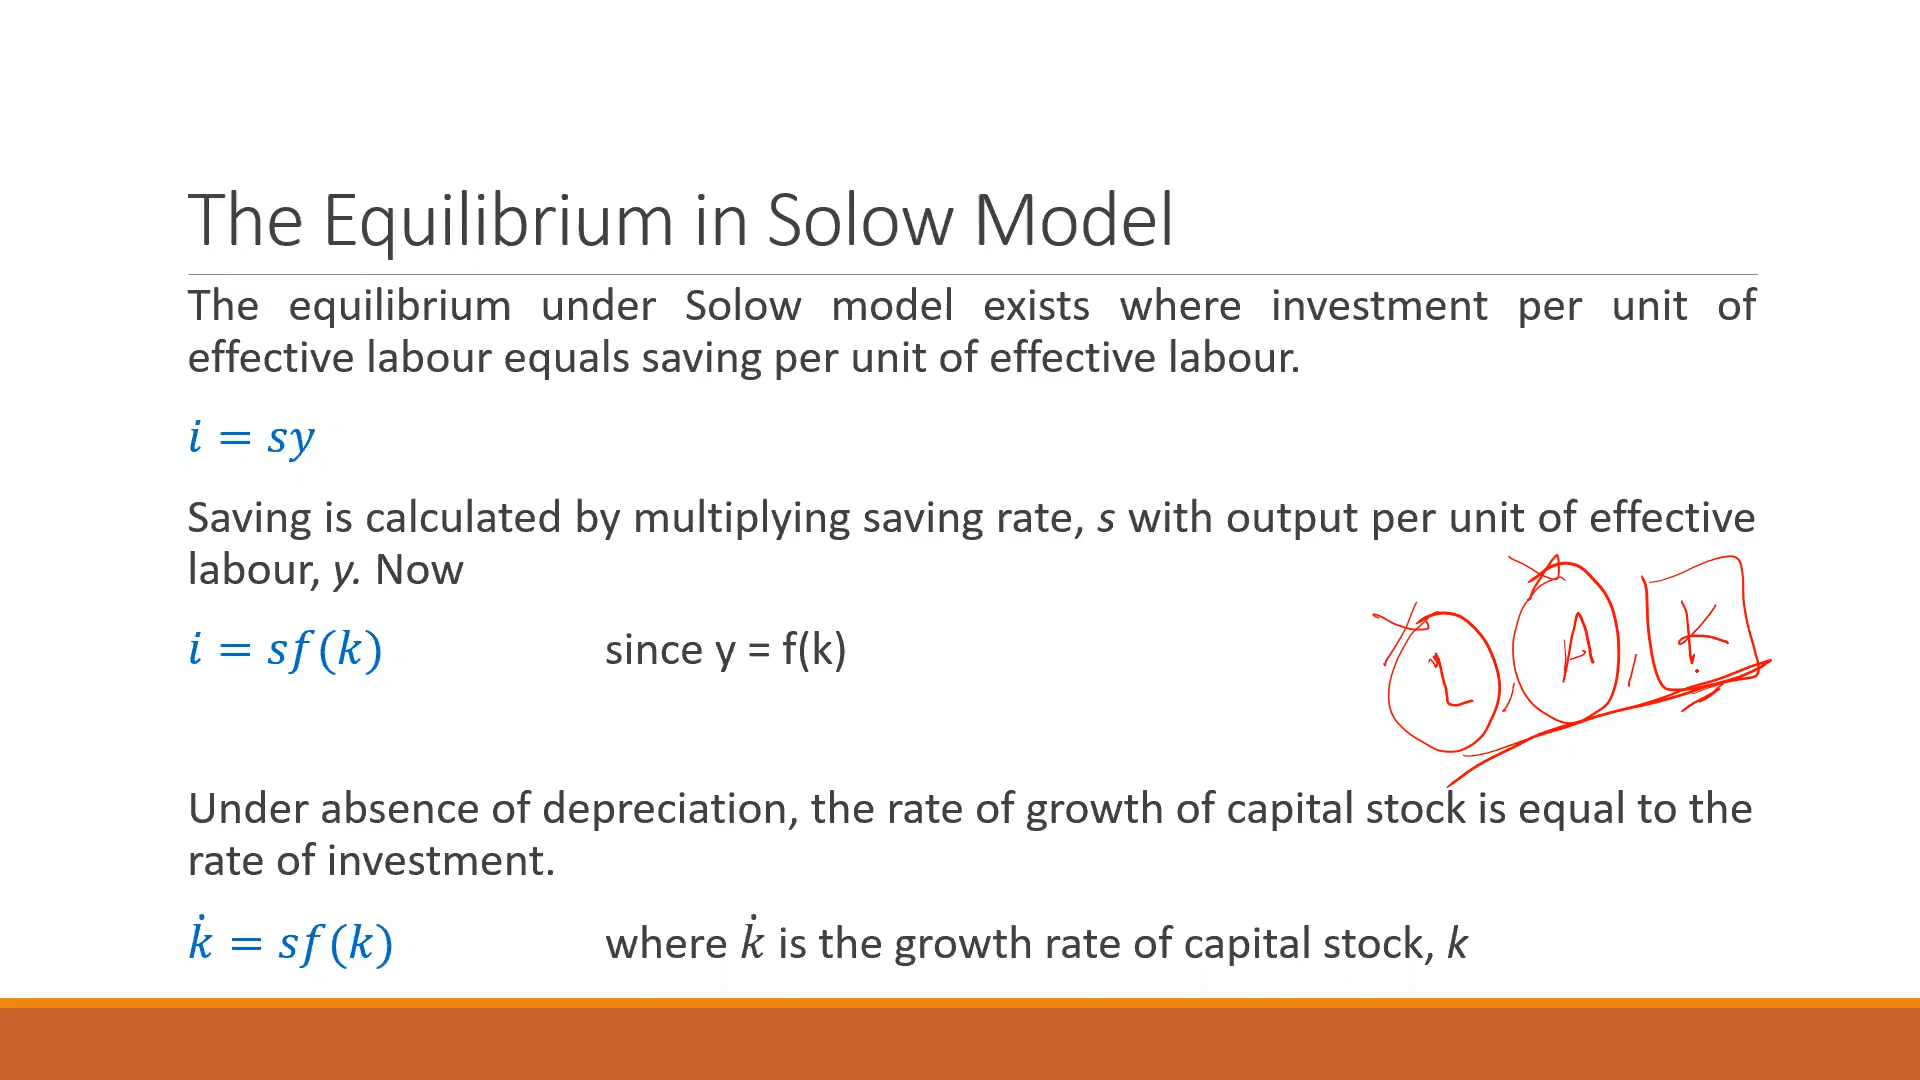 The Equilibrium in Solow Model
The equilibrium under Solow model exists where investment per unit of
effective labour equals saving per unit of effective labour.
i = sy
Saving is calculated by multiplying saving rate, s with output per unit of effective
labour, y. Now
i = sf(k) since y = f(k)
L, A, K
Under absence of depreciation, the rate of growth of capital stock is equal to the
rate of investment.
k̇ = sf(k) where k̇ is the growth rate of capital stock, k